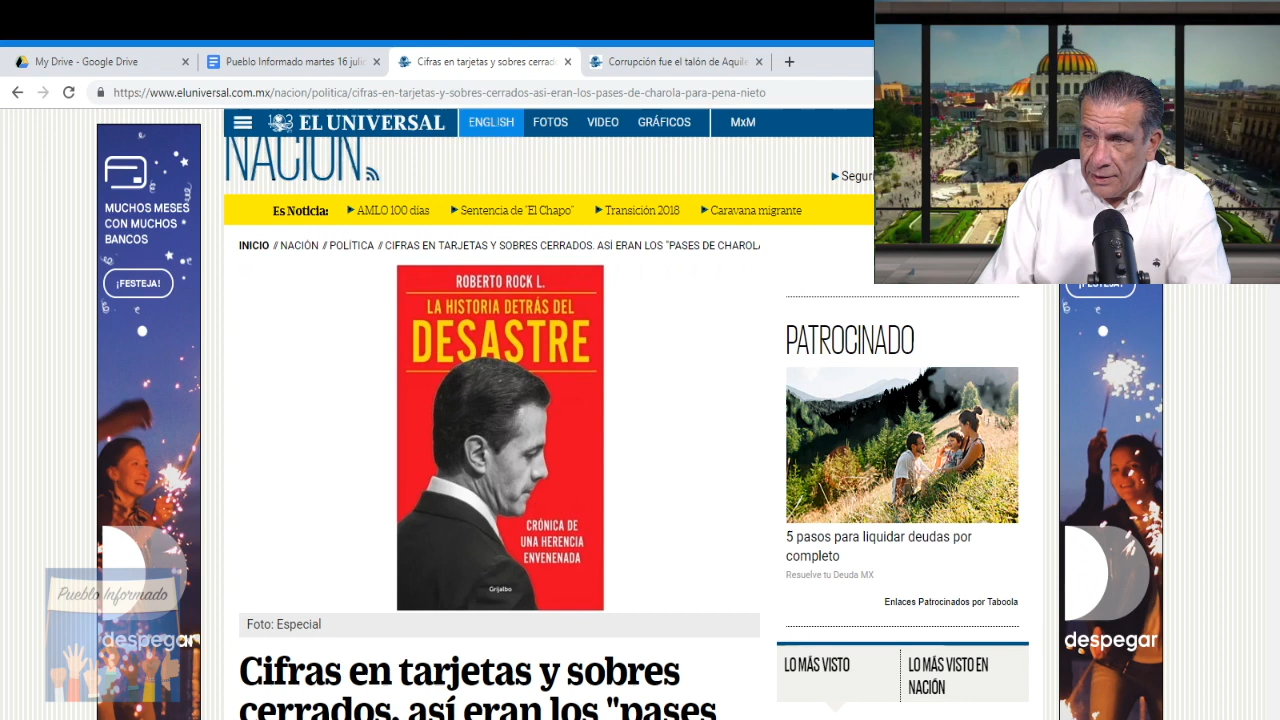 My Drive - Google Drive
Pueblo Informado martes 16 juli
Cifras en tarjetas y sobres cerrado
Corrupción fue el talón de Aquile
https://www.eluniversal.com.mx/nacion/politica/cifras-en-tarjetas-y-sobres-cerrados-asi-eran-los-pases-de-charola-para-pena-nieto
EL UNIVERSAL
ENGLISH
FOTOS
VIDEO
GRÁFICOS
MxM
NACIÓN
Segur
Es Noticia:
AMLO 100 días
Sentencia de "El Chapo"
Transición 2018
Caravana migrante
INICIO // NACIÓN // POLÍTICA // CIFRAS EN TARJETAS Y SOBRES CERRADOS. ASÍ ERAN LOS "PASES DE CHAROLA
MUCHOS MESES
CON MUCHOS
BANCOS
¡FESTEJA!
ROBERTO ROCK L.
LA HISTORIA DETRÁS DEL
DESASTRE
CRÓNICA DE
UNA HERENCIA
ENVENENADA
Grijalbo
Foto: Especial
Cifras en tarjetas y sobres
cerrados, así eran los "pases
PATROCINADO
5 pasos para liquidar deudas por
completo
Resuelve tu Deuda MX
Enlaces Patrocinados por Taboola
LO MÁS VISTO
LO MÁS VISTO EN
NACIÓN
¡FESTEJA!
Pueblo Informado
despegar
despegar